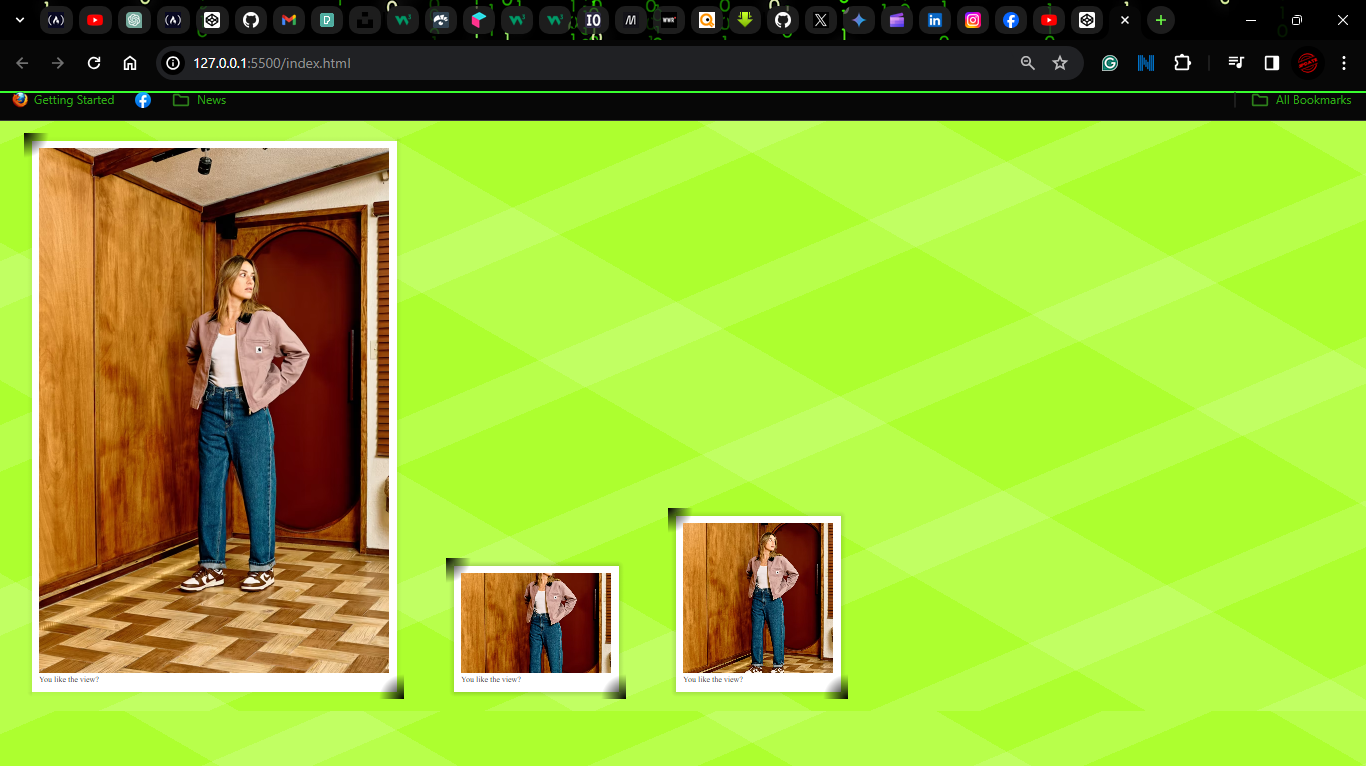 127.0.0.1:5500/index.html
Getting Started
News
All Bookmarks
You like the view?
You like the view?
You like the view?